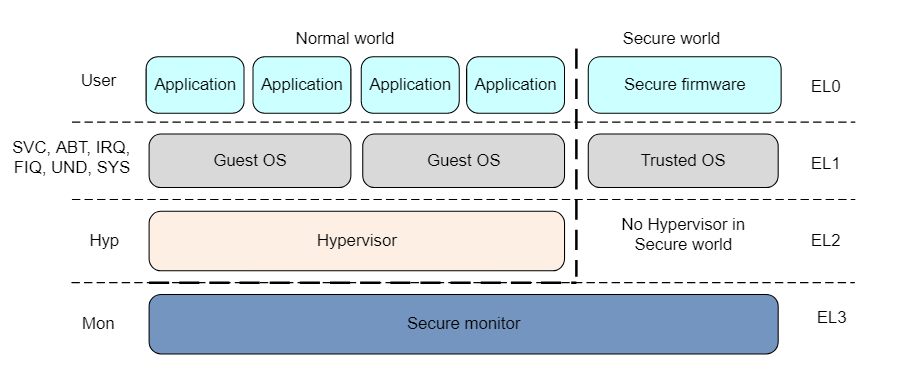 Normal world
Secure world
User
Application
Application
Application
Application
Secure firmware
EL0
SVC, ABT, IRQ,
FIQ, UND, SYS
Guest OS
Guest OS
Trusted OS
EL1
Hyp
Hypervisor
No Hypervisor in
Secure world
EL2
Mon
Secure monitor
EL3